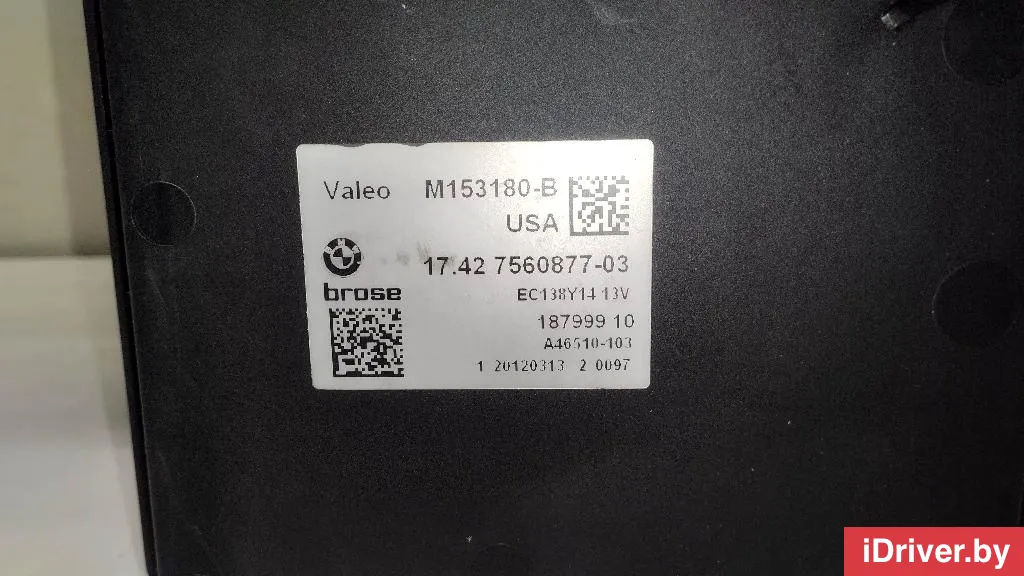 Valeo M153180-B
USA
17.42 7560877-03
brose
EC138Y14 13V
187999 10
A46510-103
1 20120313 2 0097
iDriver.by